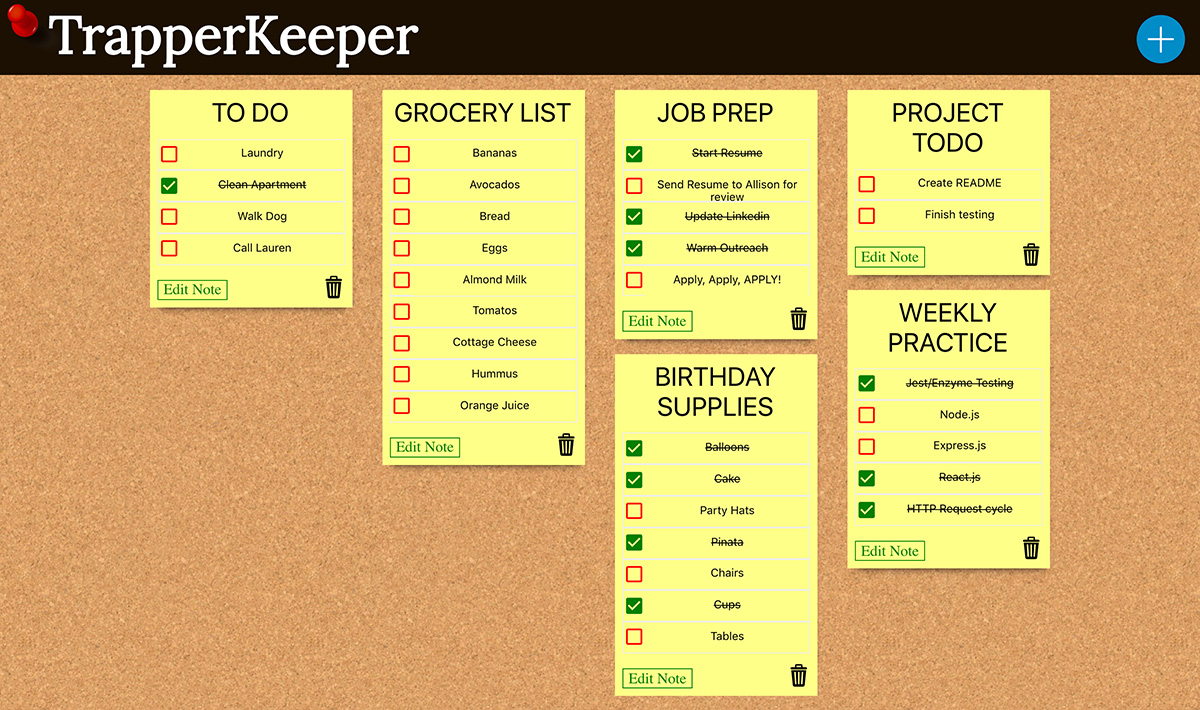 TrapperKeeper
TO DO
Laundry
Clean Apartment
Walk Dog
Call Lauren
Edit Note
GROCERY LIST
Bananas
Avocados
Bread
Eggs
Almond Milk
Tomatos
Cottage Cheese
Hummus
Orange Juice
Edit Note
JOB PREP
Start Resume
Send Resume to Allison for
review
Update Linkedin
Warm Outreach
Apply, Apply, APPLY!
Edit Note
BIRTHDAY
SUPPLIES
Balloons
Cake
Party Hats
Pinata
Chairs
Cups
Tables
Edit Note
PROJECT
TODO
Create README
Finish testing
Edit Note
WEEKLY
PRACTICE
Jest/Enzyme Testing
Node.js
Express.js
React.js
HTTP Request cycle
Edit Note